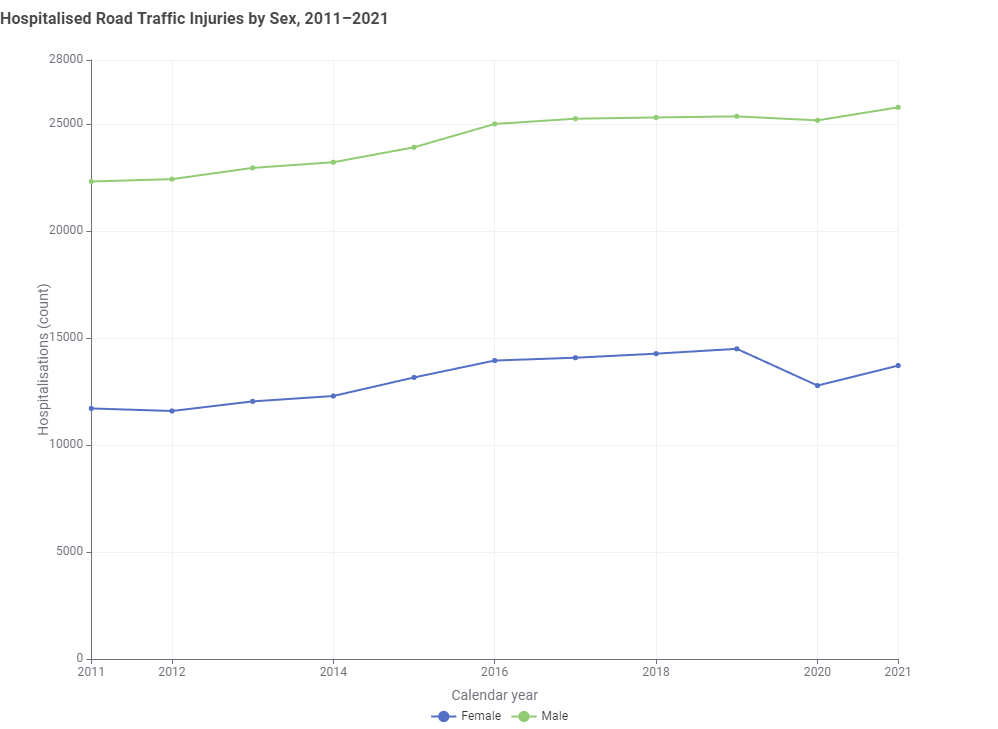 Hospitalised Road Traffic Injuries by Sex, 2011–2021
Hospitalisations (count)
28000
25000
20000
15000
10000
5000
0
2011 2012 2014 2016 2018 2020 2021
Calendar year
Female Male